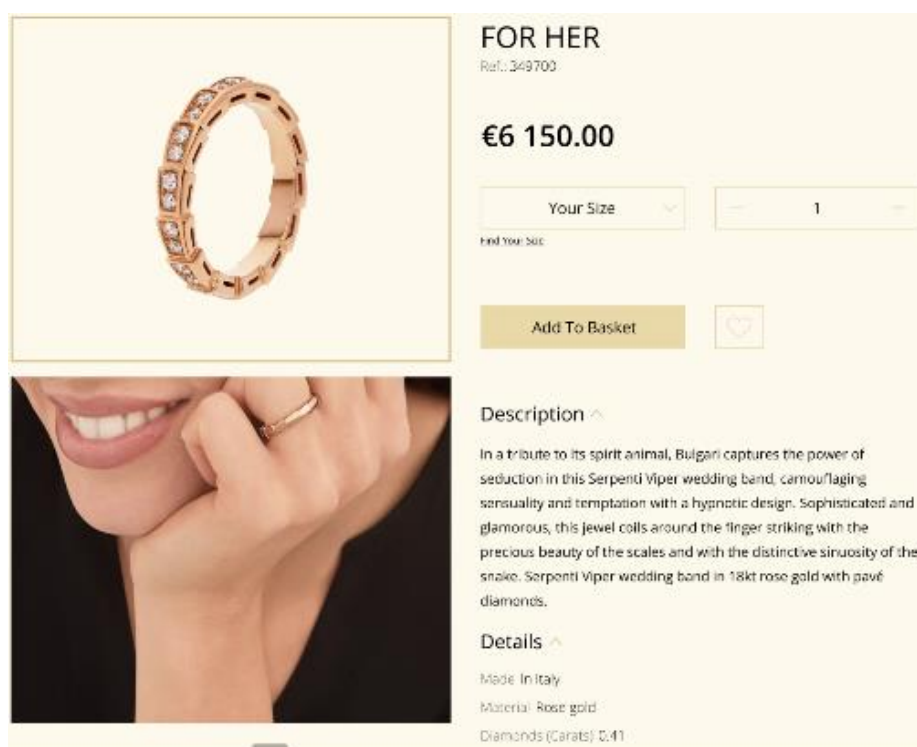 FOR HER
Ref.: 349700
€6 150.00
Your Size
1
Find Your Size
Add To Basket
Description
In a tribute to its spirit animal, Bulgari captures the power of
seduction in this Serpenti Viper wedding band, camouflaging
sensuality and temptation with a hypnotic design. Sophisticated and
glamorous, this jewel coils around the finger striking with the
precious beauty of the scales and with the distinctive sinuosity of the
snake. Serpenti Viper wedding band in 18kt rose gold with pavé
diamonds.
Details
Made In Italy
Material Rose gold
Diamonds (Carats) 0.41